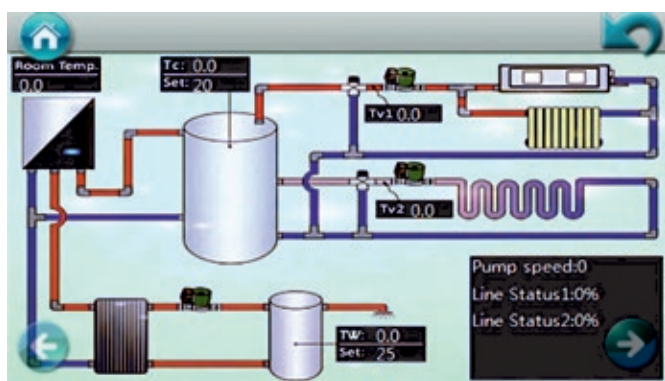 Room Temp.
0.0
Tc: 0.0
Set: 20
Tv1 0.0
Tv2 0.0
Pump speed:0
Line Status1:0%
Line Status2:0%
TW: 0.0
Set: 25